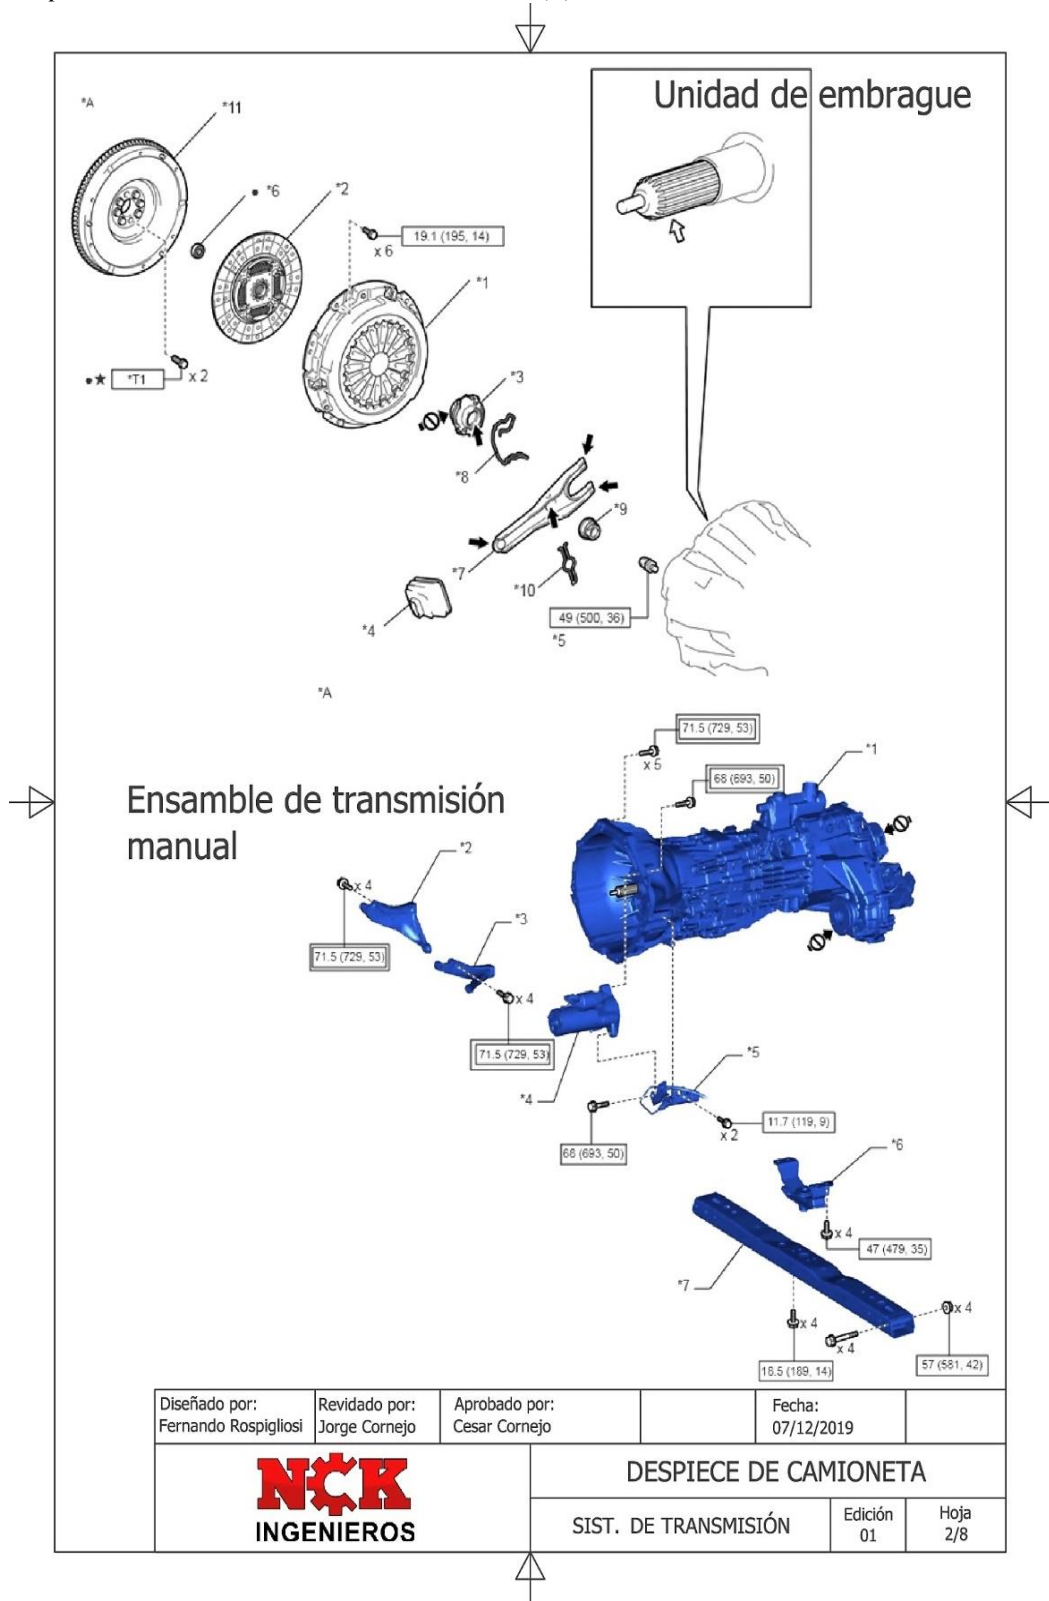 Unidad de embrague
*A
*11
*6
*2
x 6
19.1 (195, 14)
*1
*T1
x 2
*3
*8
*9
*7
*10
*4
49 (500, 36)
*5
*A
71.5 (729, 53)
x 5
*1
68 (693, 50)
Ensamble de transmisión
manual
*2
x 4
*3
71.5 (729, 53)
x 4
71.5 (729, 53)
*4
*5
11.7 (119, 9)
x 2
68 (693, 50)
*6
x 4
47 (479, 35)
*7
x 4
x 4
x 4
18.5 (189, 14)
57 (581, 42)
Diseñado por:
Fernando Rospigliosi
Revidado por:
Jorge Cornejo
Aprobado por:
Cesar Cornejo
Fecha:
07/12/2019
NCK
INGENIEROS
DESPIECE DE CAMIONETA
SIST. DE TRANSMISIÓN
Edición
01
Hoja
2/8